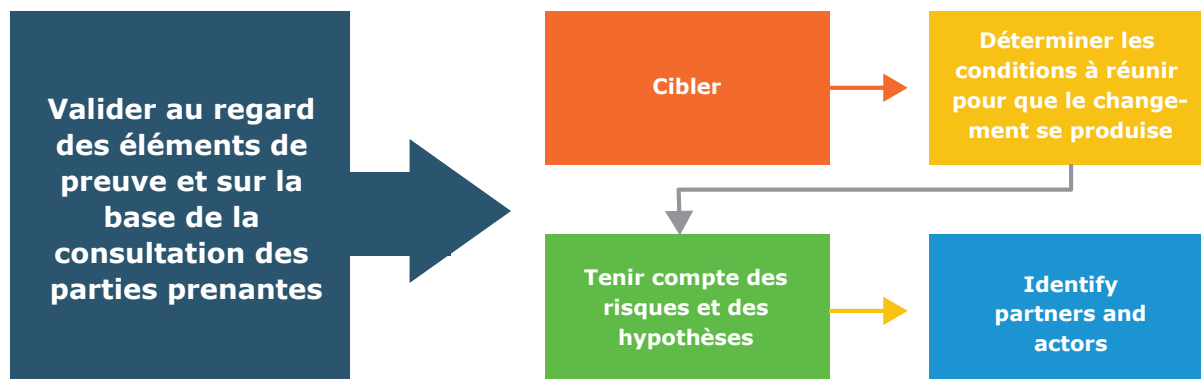 Valider au regard
des éléments de
preuve et sur la
base de la
consultation des
parties prenantes
Cibler
Déterminer les
conditions à réunir
pour que le change-
ment se produise
Tenir compte des
risques et des
hypothèses
Identify
partners and
actors